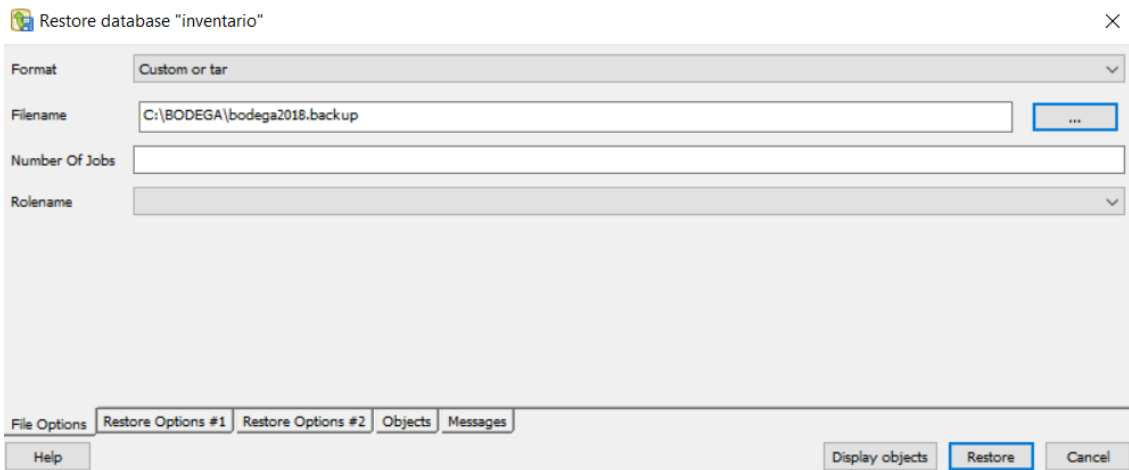 Restore database "inventario"
Format Custom or tar
Filename C:\BODEGA\bodega2018.backup ...
Number Of Jobs
Rolename
File Options Restore Options #1 Restore Options #2 Objects Messages
Help Display objects Restore Cancel